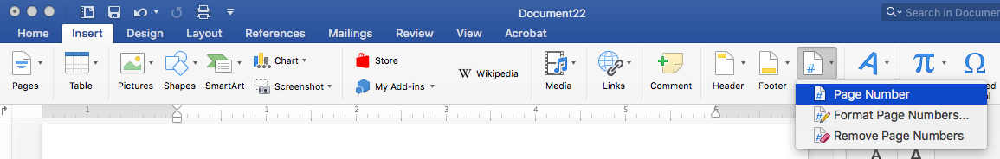 Document22
Search in Documen
Home Insert Design Layout References Mailings Review View Acrobat
Chart Store
Wikipedia
Screenshot My Add-ins
Pages Table Pictures Shapes SmartArt Media Links Comment Header Footer
Page Number
Format Page Numbers...
Remove Page Numbers
1 1 2 3 4 5 6
A A